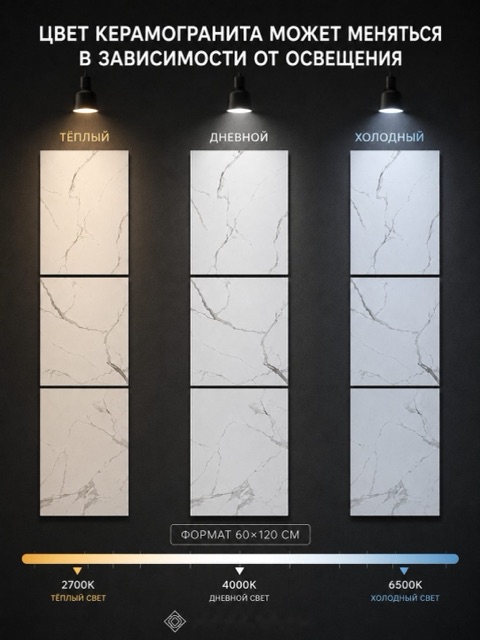 ЦВЕТ КЕРАМОГРАНИТА МОЖЕТ МЕНЯТЬСЯ
В ЗАВИСИМОСТИ ОТ ОСВЕЩЕНИЯ
ТЁПЛЫЙ
ДНЕВНОЙ
ХОЛОДНЫЙ
ФОРМАТ 60×120 СМ
2700K
4000K
6500K
ТЁПЛЫЙ СВЕТ
ДНЕВНОЙ СВЕТ
ХОЛОДНЫЙ СВЕТ